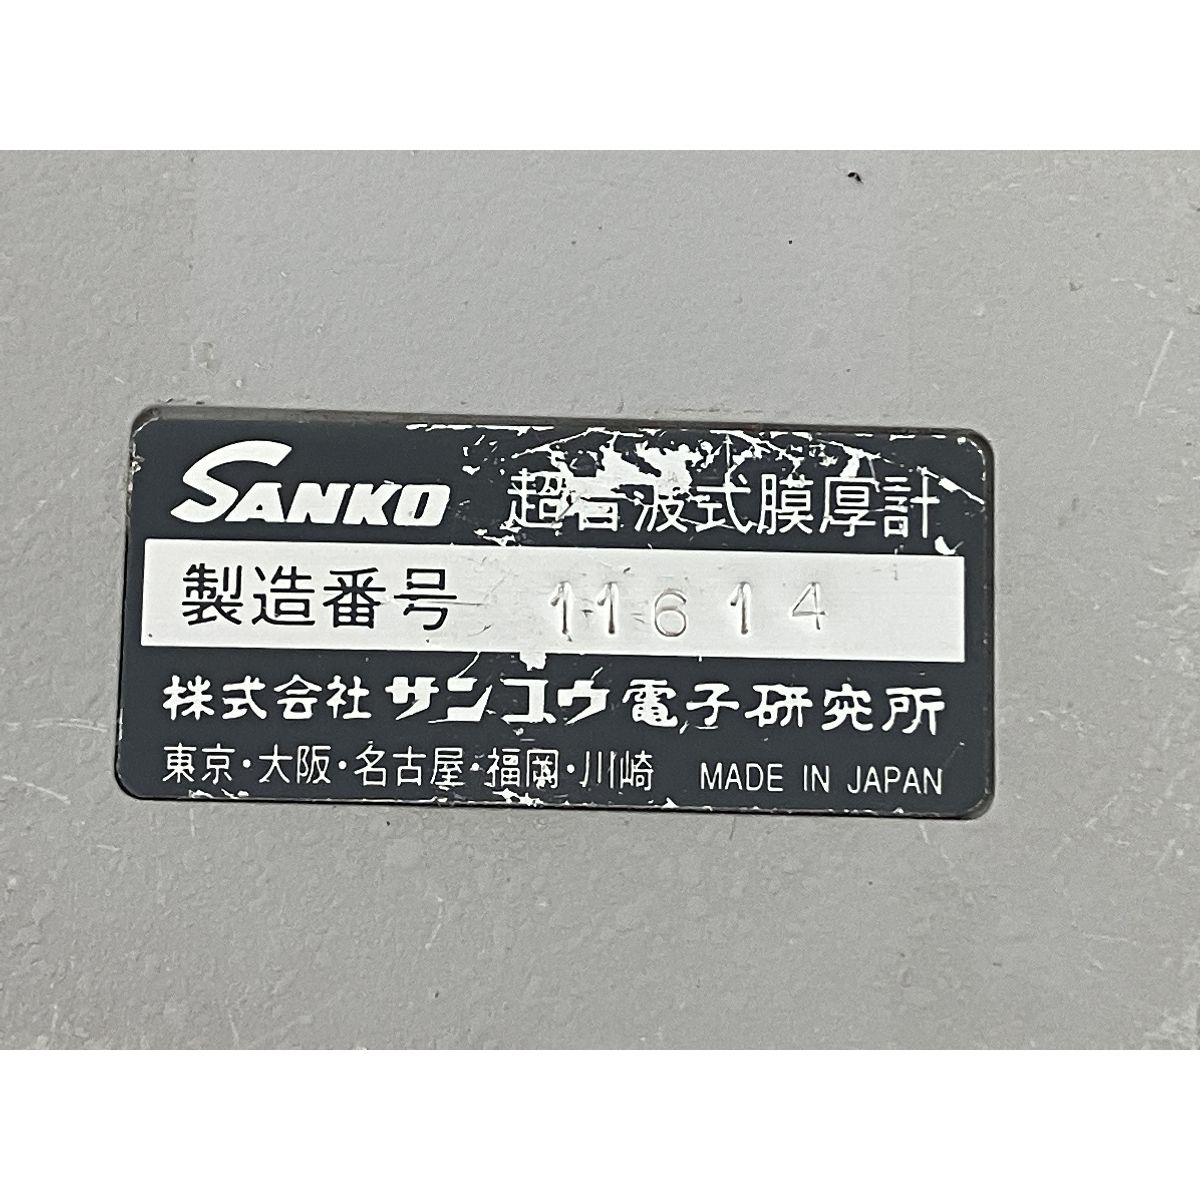 SANKO 超音波式膜厚計
製造番号 11614
株式会社 サンコウ電子研究所
東京・大阪・名古屋・福岡・川崎 MADE IN JAPAN